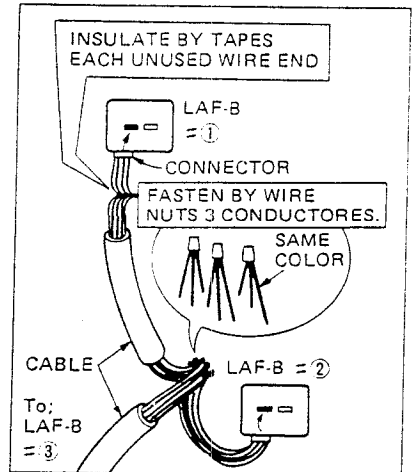 INSULATE BY TAPES
EACH UNUSED WIRE END
LAF-B
= ①
CONNECTOR
FASTEN BY WIRE
NUTS 3 CONDUCTORES.
SAME
COLOR
CABLE
LAF-B = ②
To;
LAF-B
= ③